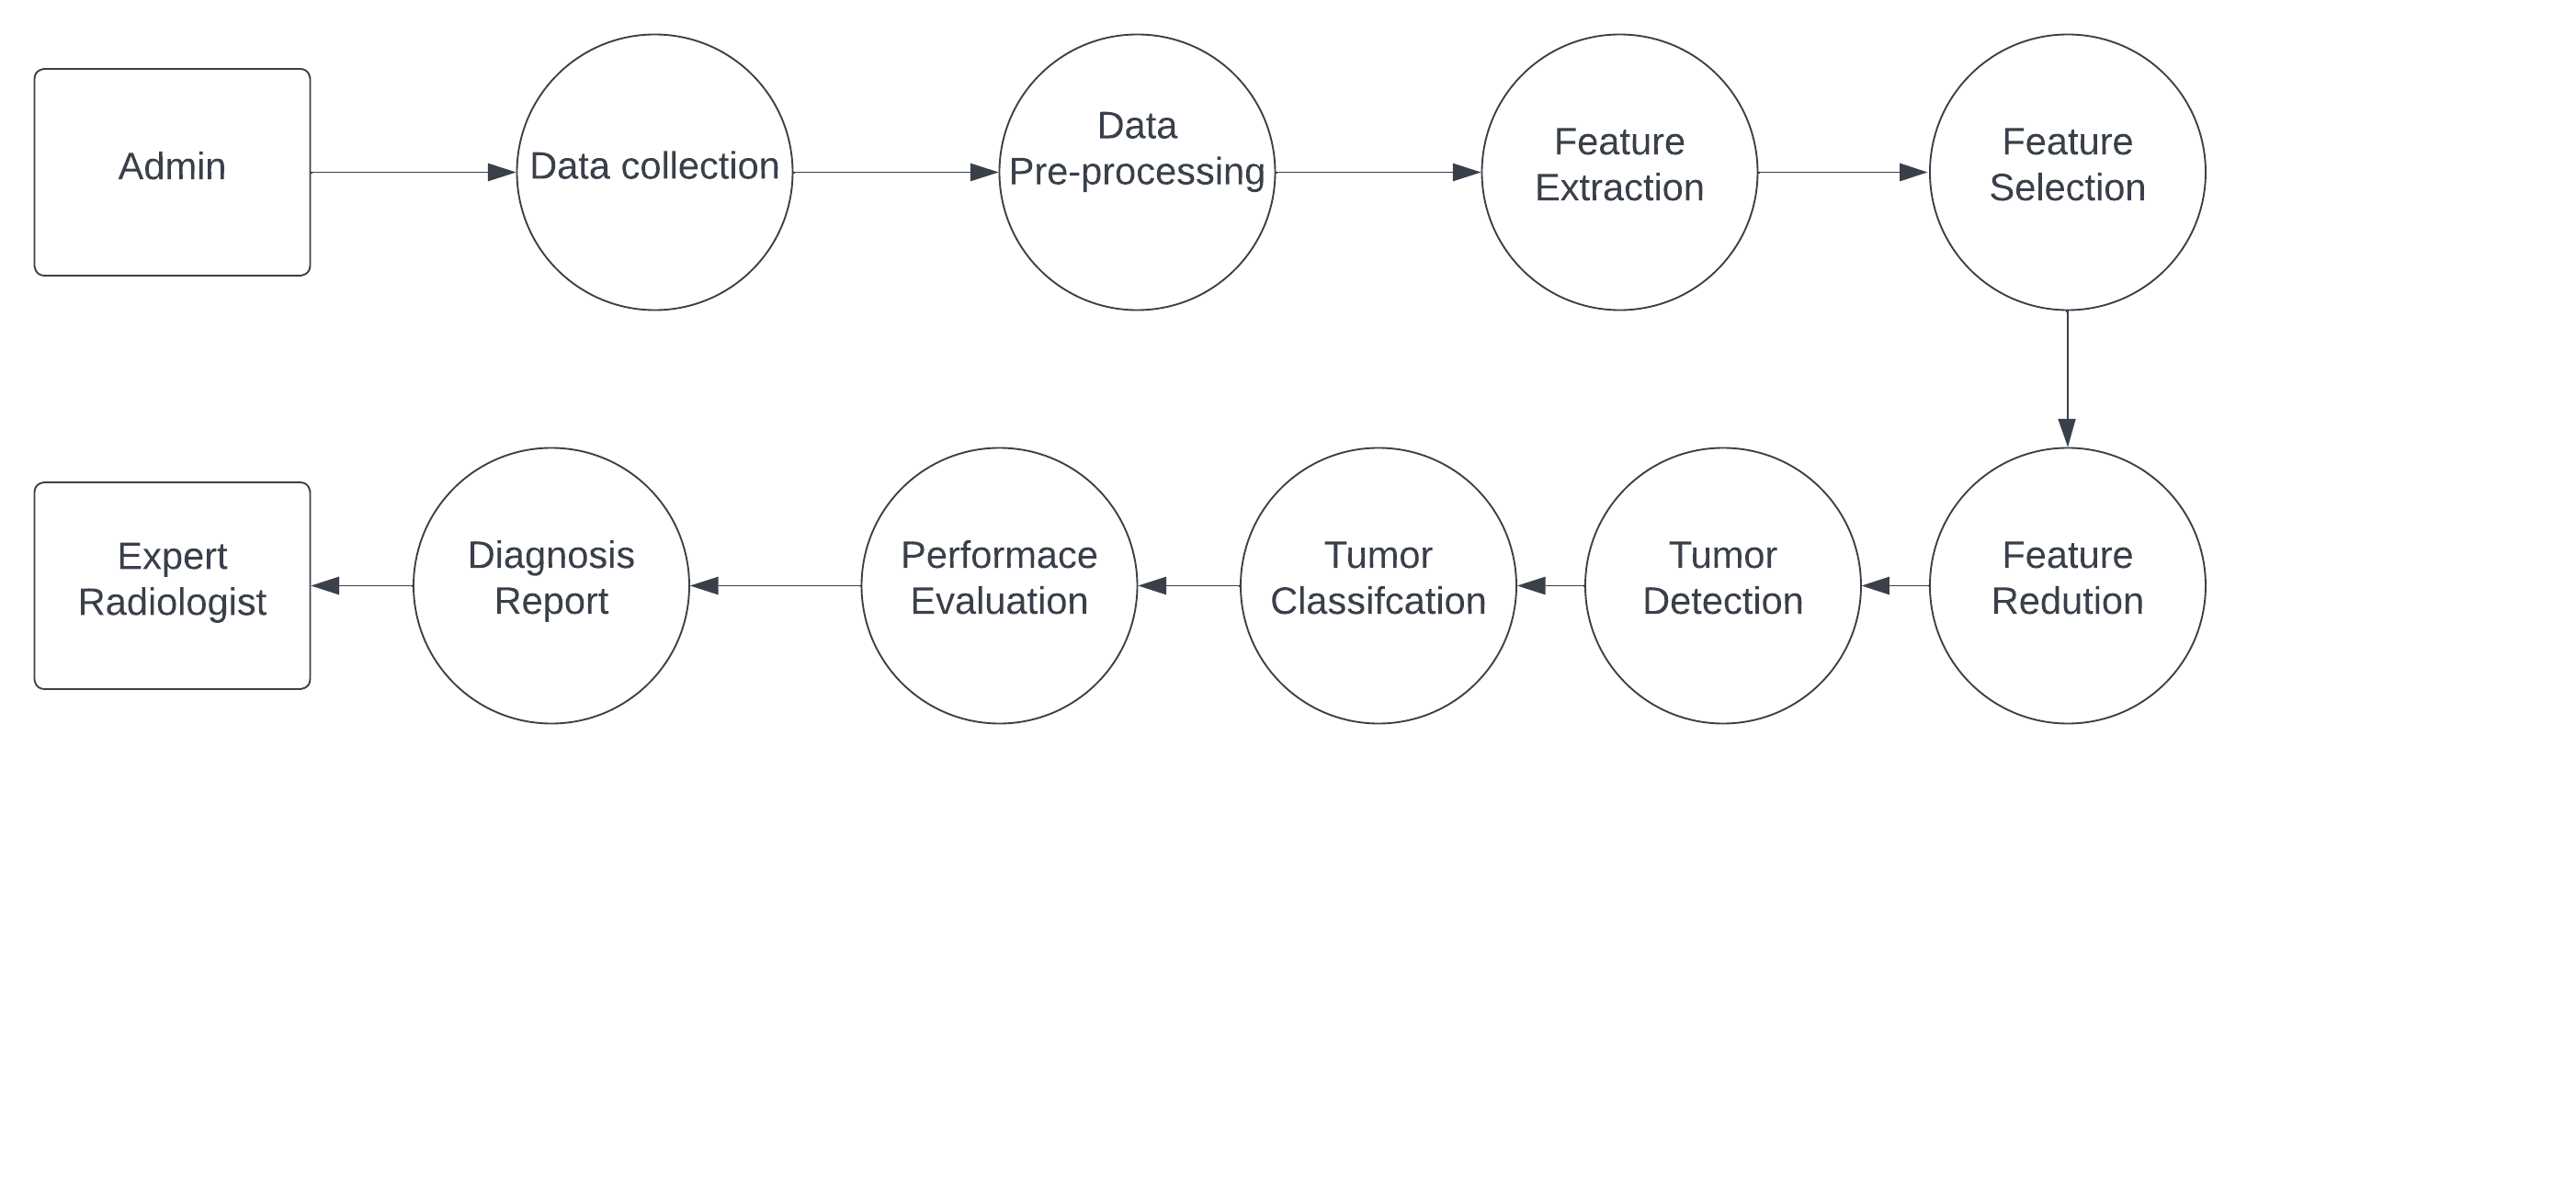 Admin
Data collection
Data
Pre-processing
Feature
Extraction
Feature
Selection
Expert
Radiologist
Diagnosis
Report
Performace
Evaluation
Tumor
Classifcation
Tumor
Detection
Feature
Redution